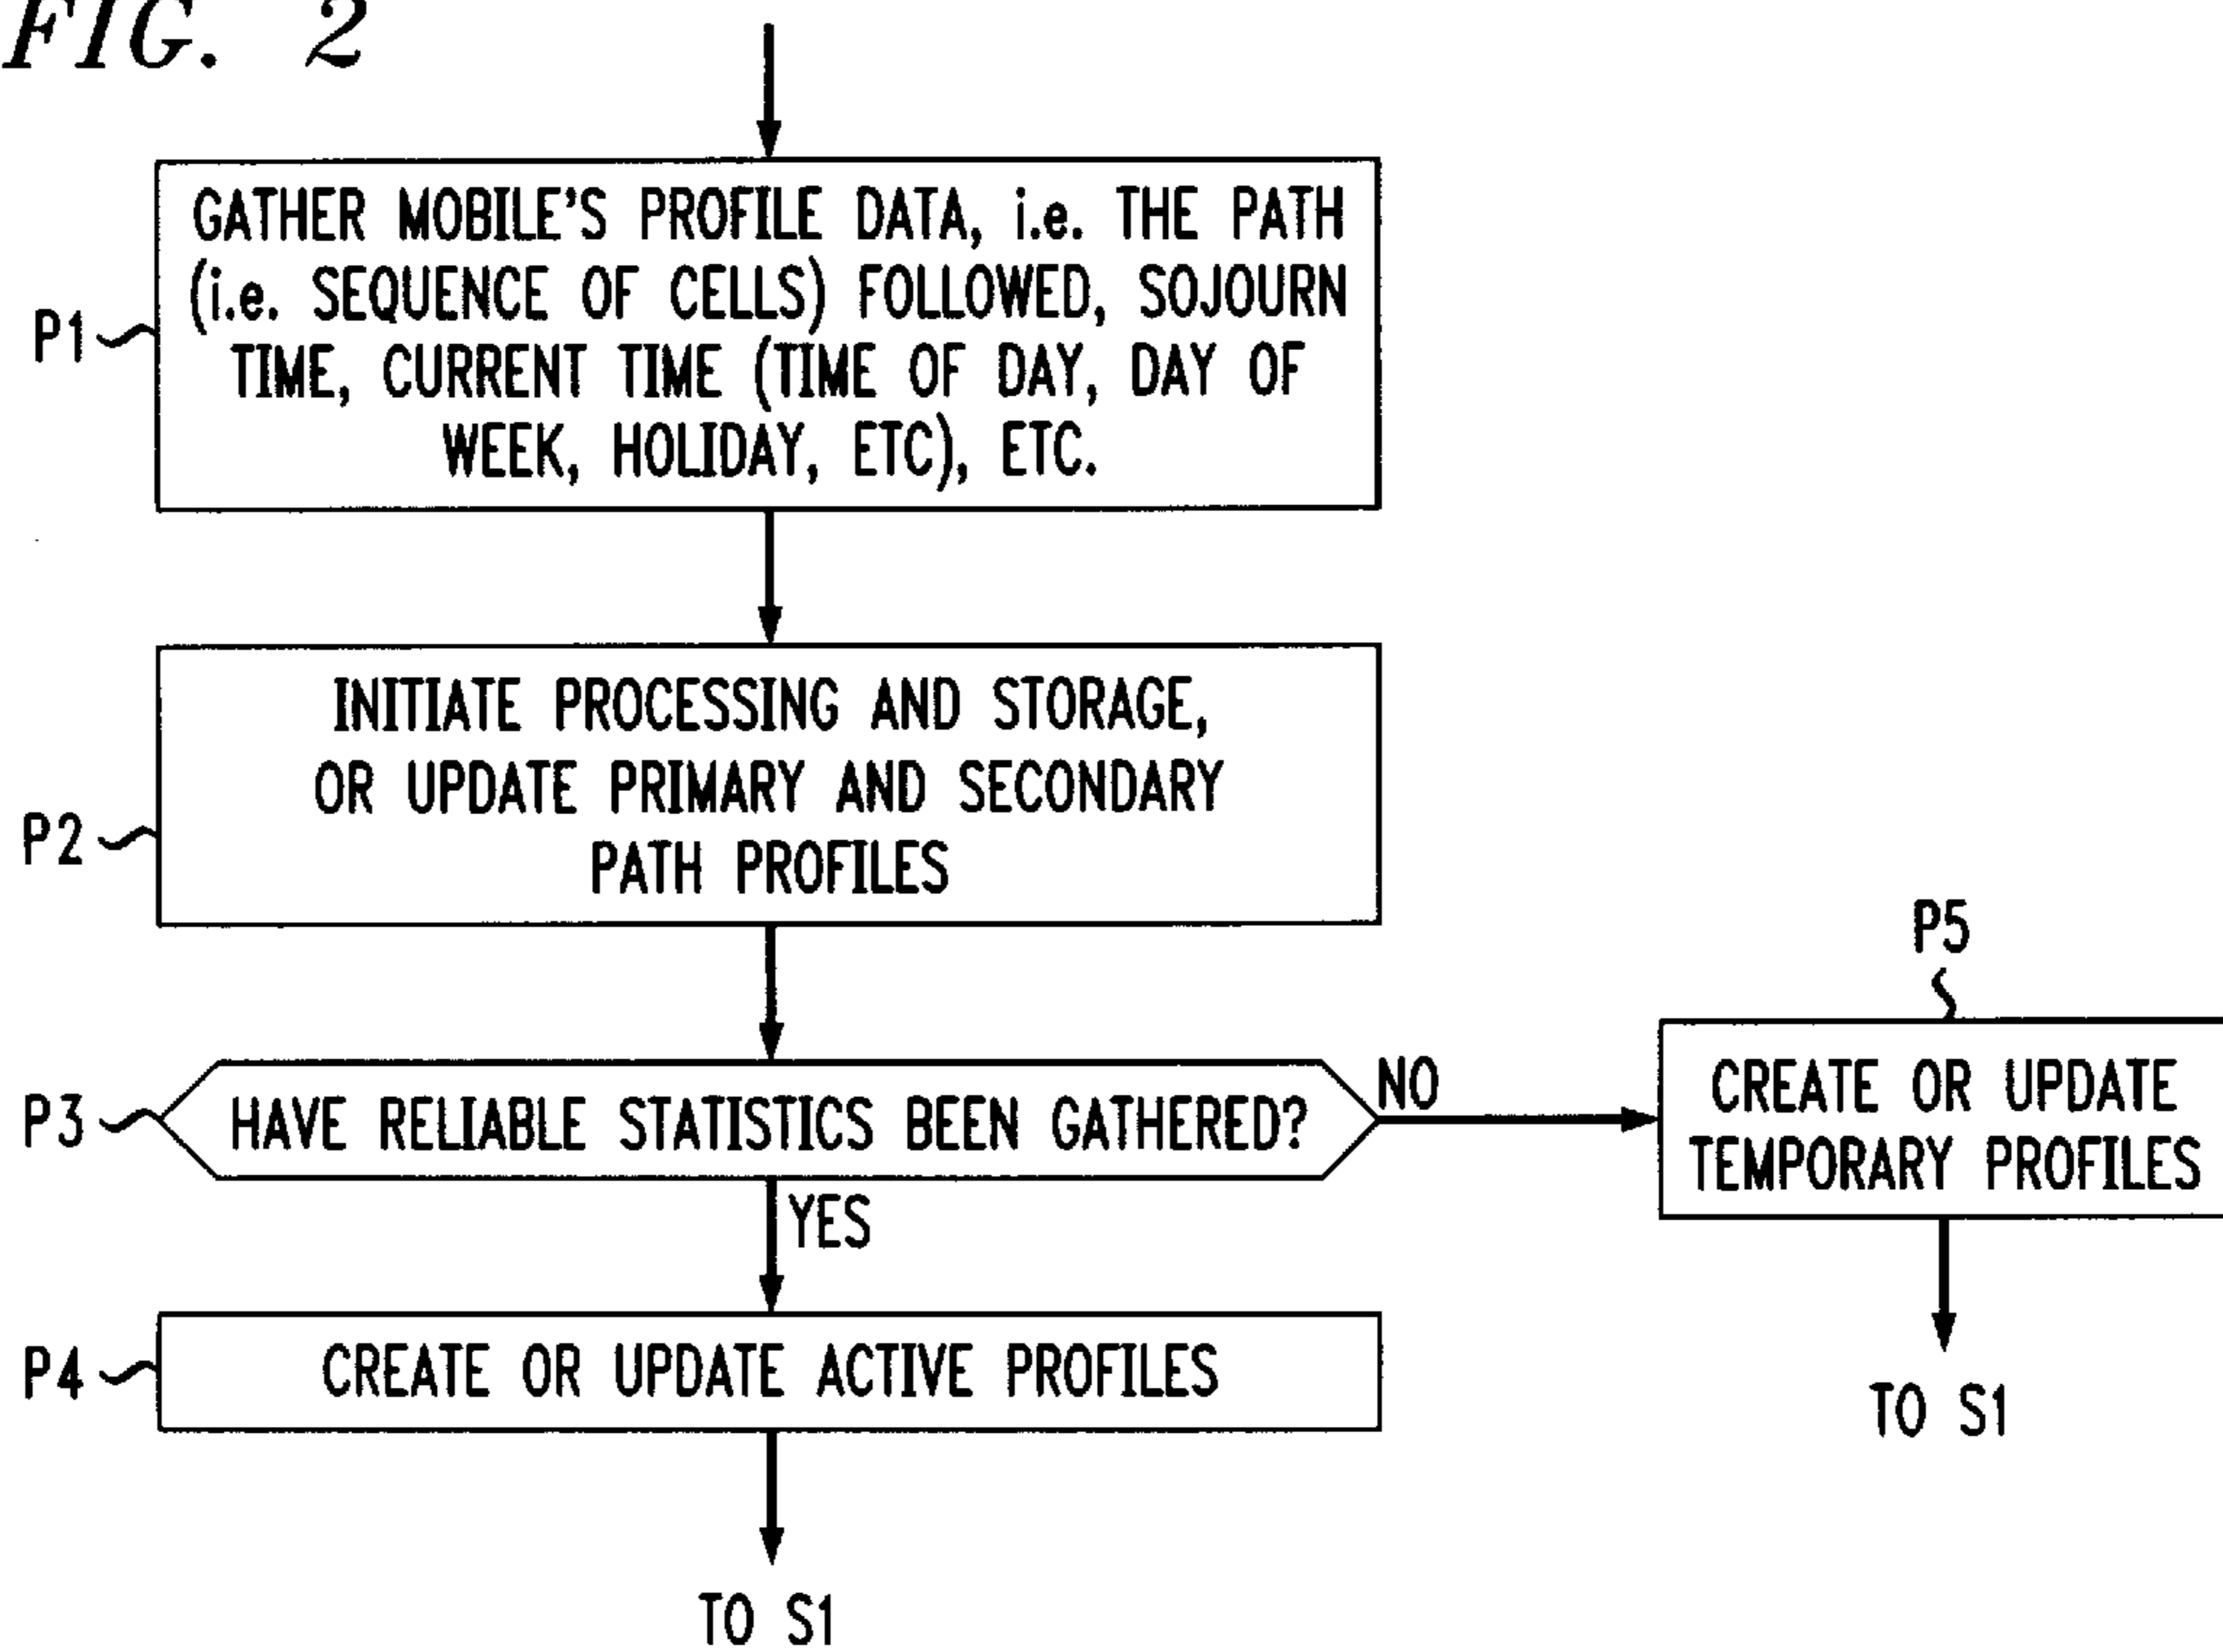 FIG. 2
GATHER MOBILE'S PROFILE DATA, i.e. THE PATH
(i.e. SEQUENCE OF CELLS) FOLLOWED, SOJOURN
TIME, CURRENT TIME (TIME OF DAY, DAY OF
WEEK, HOLIDAY, ETC), ETC.
P1
INITIATE PROCESSING AND STORAGE,
OR UPDATE PRIMARY AND SECONDARY
PATH PROFILES
P2
HAVE RELIABLE STATISTICS BEEN GATHERED?
P3
NO
P5
CREATE OR UPDATE
TEMPORARY PROFILES
TO S1
YES
P4
CREATE OR UPDATE ACTIVE PROFILES
TO S1